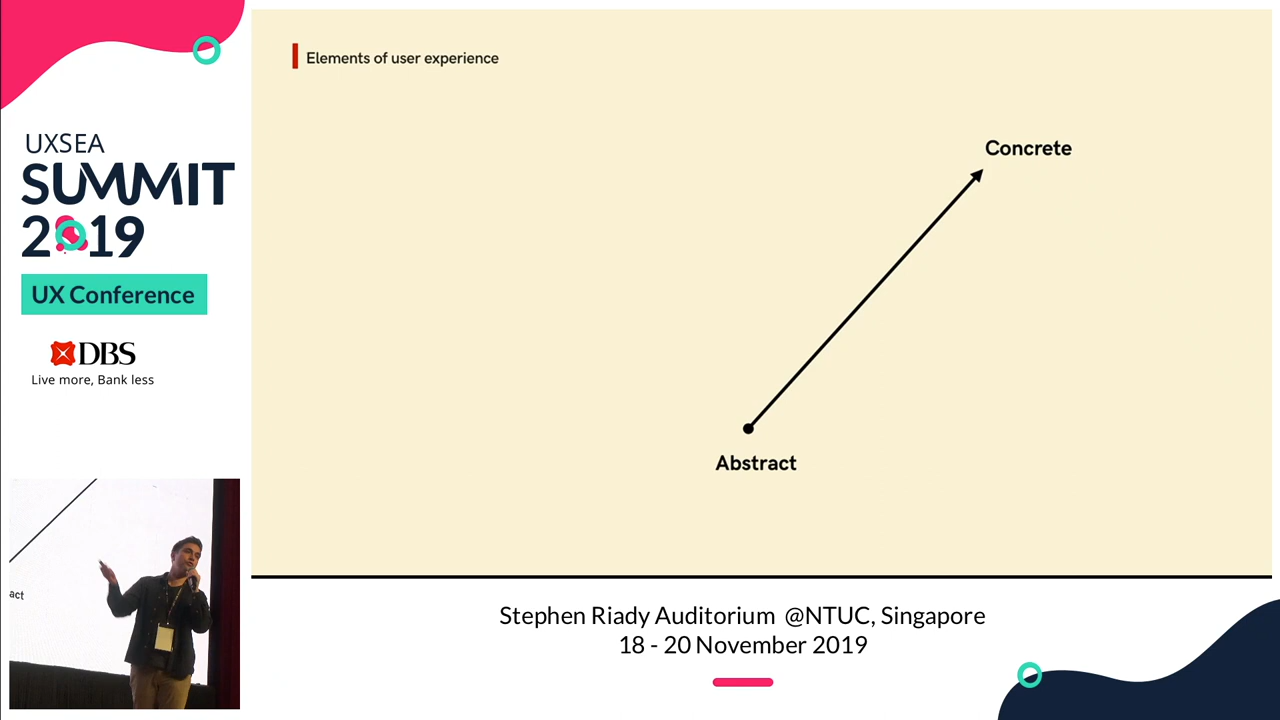 UXSEA
SUMMIT
2019
UX Conference
DBS
Live more, Bank less
Elements of user experience
Concrete
Abstract
act
Stephen Riady Auditorium @NTUC, Singapore
18 - 20 November 2019